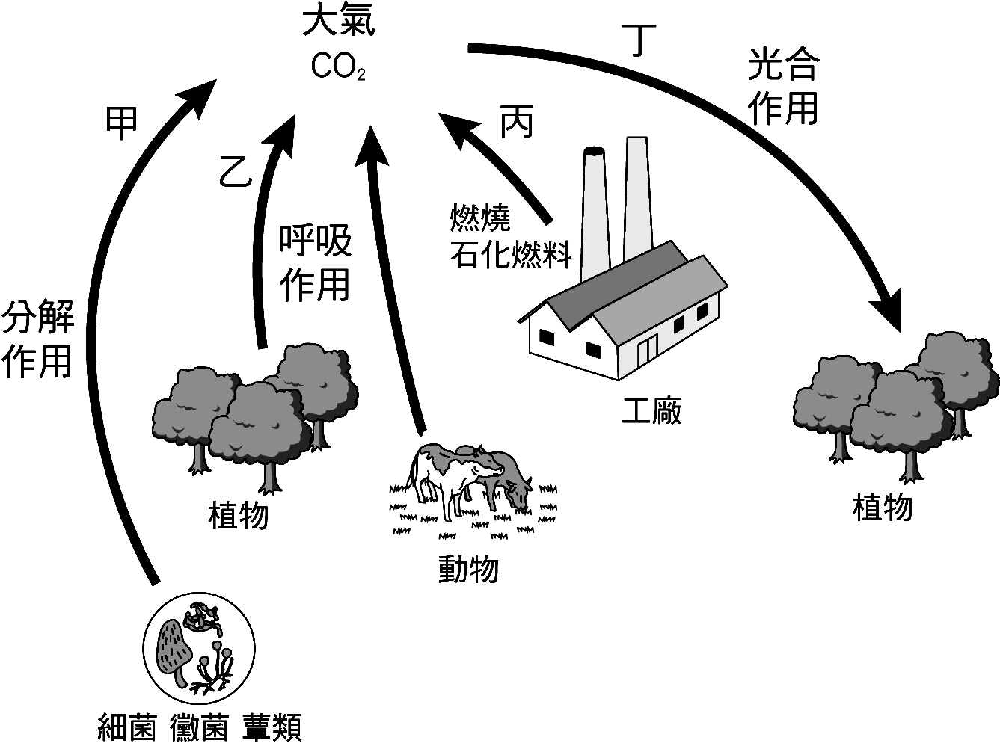 大氣
CO₂
丁
光合
作用
甲
丙
乙
燃燒
石化燃料
呼吸
作用
分解
作用
工廠
植物
植物
動物
細菌 黴菌 蕈類